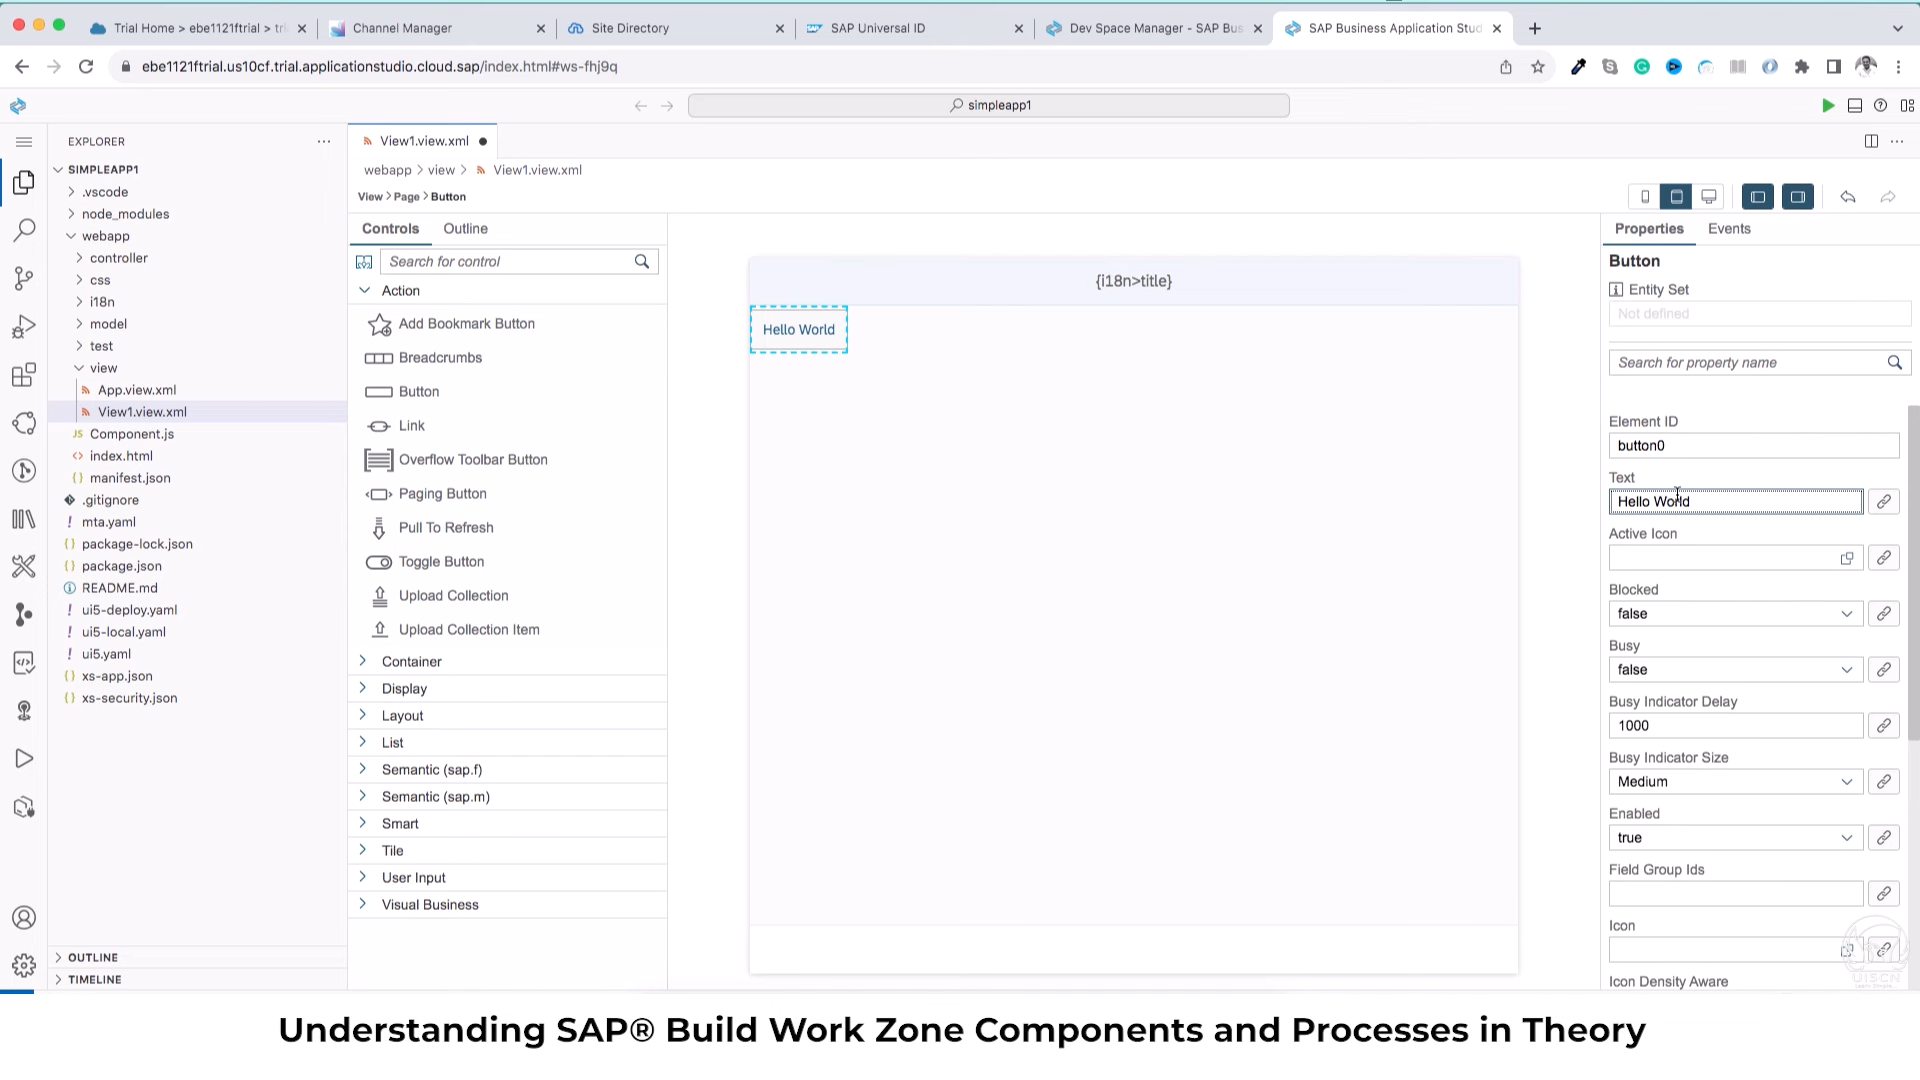 Trial Home > ebe1121ftrial > tri
Channel Manager
Site Directory
SAP Universal ID
Dev Space Manager - SAP Bus
SAP Business Application Stud
ebe1121ftrial.us10cf.trial.applicationstudio.cloud.sap/index.html#ws-fhj9q
simpleapp1
EXPLORER
SIMPLEAPP1
.vscode
node_modules
webapp
controller
css
i18n
model
test
view
App.view.xml
View1.view.xml
JS Component.js
<> index.html
{} manifest.json
.gitignore
! mta.yaml
{} package-lock.json
{} package.json
README.md
! ui5-deploy.yaml
! ui5-local.yaml
! ui5.yaml
{} xs-app.json
{} xs-security.json
OUTLINE
TIMELINE
View1.view.xml
webapp > view > View1.view.xml
View > Page > Button
Controls Outline
Search for control
Action
Add Bookmark Button
Breadcrumbs
Button
Link
Overflow Toolbar Button
Paging Button
Pull To Refresh
Toggle Button
Upload Collection
Upload Collection Item
Container
Display
Layout
List
Semantic (sap.f)
Semantic (sap.m)
Smart
Tile
User Input
Visual Business
{i18n>title}
Hello World
Properties Events
Button
Entity Set
Not defined
Search for property name
Element ID
button0
Text
Hello World
Active Icon
Blocked
false
Busy
false
Busy Indicator Delay
1000
Busy Indicator Size
Medium
Enabled
true
Field Group Ids
Icon
Icon Density Aware
UISCN
Understanding SAP® Build Work Zone Components and Processes in Theory